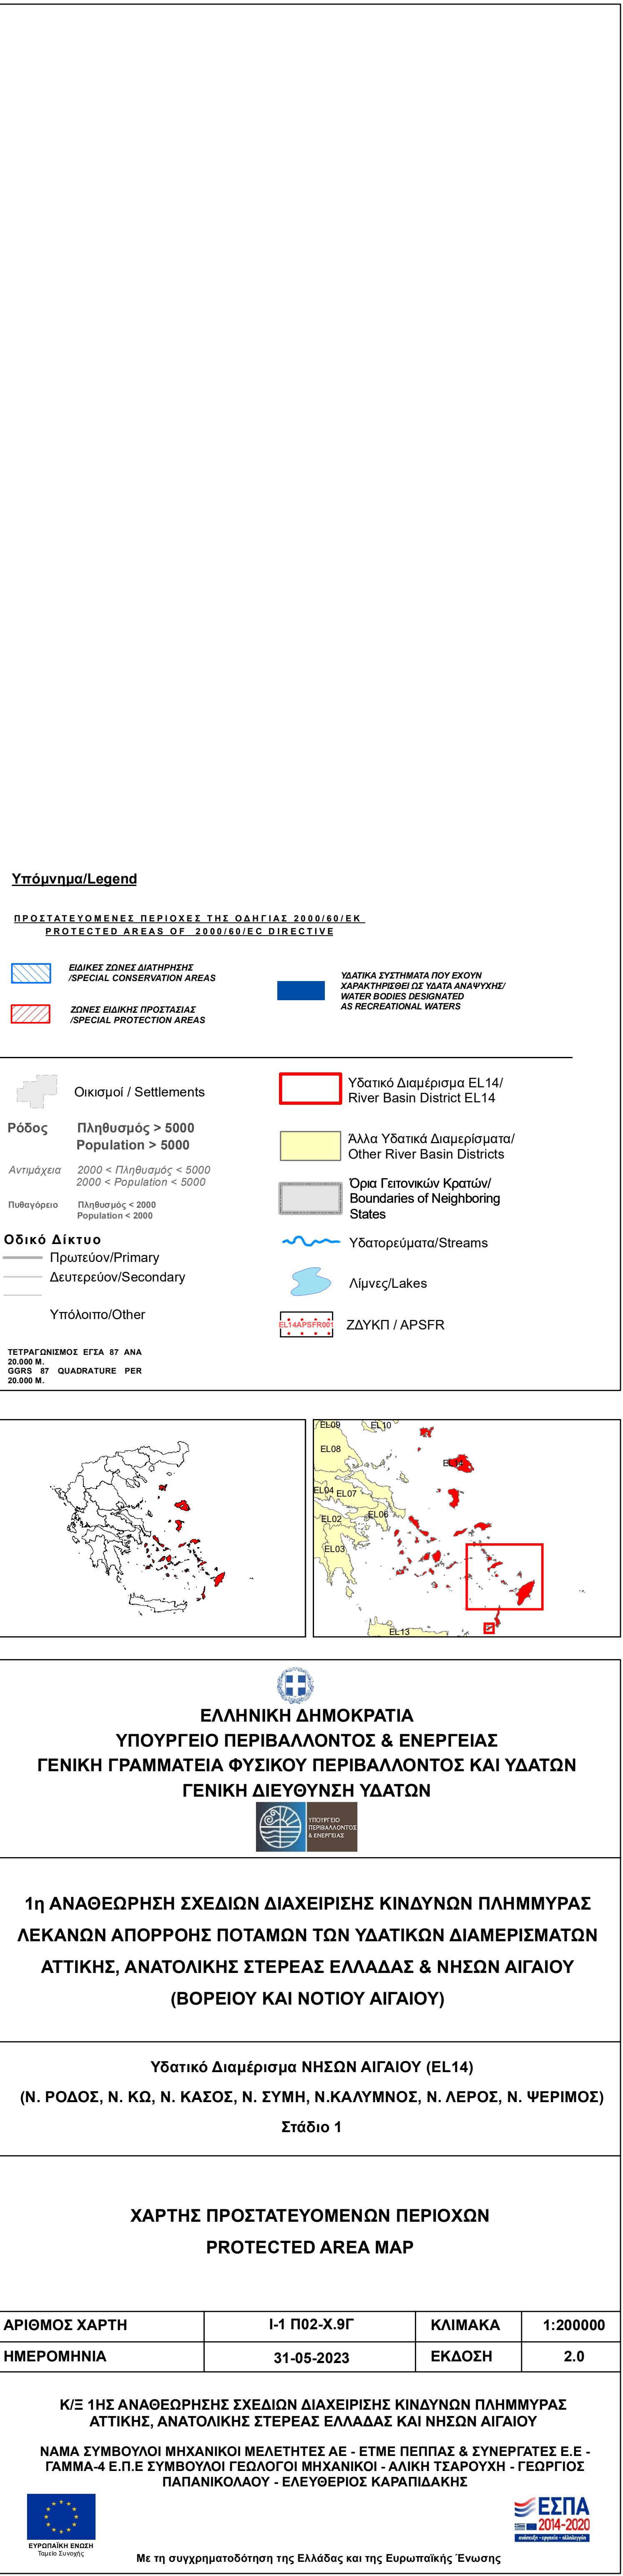 Υπόμνημα/Legend
ΠΡΟΣΤΑΤΕΥΟΜΕΝΕΣ ΠΕΡΙΟΧΕΣ ΤΗΣ ΟΔΗΓΙΑΣ 2000/60/ΕΚ
PROTECTED AREAS OF 2000/60/EC DIRECTIVE
ΕΙΔΙΚΕΣ ΖΩΝΕΣ ΔΙΑΤΗΡΗΣΗΣ
/SPECIAL CONSERVATION AREAS
ΖΩΝΕΣ ΕΙΔΙΚΗΣ ΠΡΟΣΤΑΣΙΑΣ
/SPECIAL PROTECTION AREAS
ΥΔΑΤΙΚΑ ΣΥΣΤΗΜΑΤΑ ΠΟΥ ΕΧΟΥΝ
ΧΑΡΑΚΤΗΡΙΣΘΕΙ ΩΣ ΥΔΑΤΑ ΑΝΑΨΥΧΗΣ/
WATER BODIES DESIGNATED
AS RECREATIONAL WATERS
Οικισμοί / Settlements
Ρόδος Πληθυσμός > 5000
Population > 5000
Αντιμάχεια 2000 < Πληθυσμός < 5000
2000 < Population < 5000
Πυθαγόρειο Πληθυσμός < 2000
Population < 2000
Οδικό Δίκτυο
Πρωτεύον/Primary
Δευτερεύον/Secondary
Υπόλοιπο/Other
ΤΕΤΡΑΓΩΝΙΣΜΟΣ ΕΓΣΑ 87 ΑΝΑ
20.000 Μ.
GGRS 87 QUADRATURE PER
20.000 M.
Υδατικό Διαμέρισμα EL14/
River Basin District EL14
Άλλα Υδατικά Διαμερίσματα/
Other River Basin Districts
Όρια Γειτονικών Κρατών/
Boundaries of Neighboring
States
Υδατορεύματα/Streams
Λίμνες/Lakes
EL14APSFR001
ΖΔΥΚΠ / APSFR
EL09
EL10
EL08
EL14
EL04
EL07
EL02
EL06
EL03
EL13
ΕΛΛΗΝΙΚΗ ΔΗΜΟΚΡΑΤΙΑ
ΥΠΟΥΡΓΕΙΟ ΠΕΡΙΒΑΛΛΟΝΤΟΣ & ΕΝΕΡΓΕΙΑΣ
ΓΕΝΙΚΗ ΓΡΑΜΜΑΤΕΙΑ ΦΥΣΙΚΟΥ ΠΕΡΙΒΑΛΛΟΝΤΟΣ ΚΑΙ ΥΔΑΤΩΝ
ΓΕΝΙΚΗ ΔΙΕΥΘΥΝΣΗ ΥΔΑΤΩΝ
ΥΠΟΥΡΓΕΙΟ
ΠΕΡΙΒΑΛΛΟΝΤΟΣ
& ΕΝΕΡΓΕΙΑΣ
1η ΑΝΑΘΕΩΡΗΣΗ ΣΧΕΔΙΩΝ ΔΙΑΧΕΙΡΙΣΗΣ ΚΙΝΔΥΝΩΝ ΠΛΗΜΜΥΡΑΣ
ΛΕΚΑΝΩΝ ΑΠΟΡΡΟΗΣ ΠΟΤΑΜΩΝ ΤΩΝ ΥΔΑΤΙΚΩΝ ΔΙΑΜΕΡΙΣΜΑΤΩΝ
ΑΤΤΙΚΗΣ, ΑΝΑΤΟΛΙΚΗΣ ΣΤΕΡΕΑΣ ΕΛΛΑΔΑΣ & ΝΗΣΩΝ ΑΙΓΑΙΟΥ
(ΒΟΡΕΙΟΥ ΚΑΙ ΝΟΤΙΟΥ ΑΙΓΑΙΟΥ)
Υδατικό Διαμέρισμα ΝΗΣΩΝ ΑΙΓΑΙΟΥ (EL14)
(Ν. ΡΟΔΟΣ, Ν. ΚΩ, Ν. ΚΑΣΟΣ, Ν. ΣΥΜΗ, Ν.ΚΑΛΥΜΝΟΣ, Ν. ΛΕΡΟΣ, Ν. ΨΕΡΙΜΟΣ)
Στάδιο 1
ΧΑΡΤΗΣ ΠΡΟΣΤΑΤΕΥΟΜΕΝΩΝ ΠΕΡΙΟΧΩΝ
PROTECTED AREA MAP
ΑΡΙΘΜΟΣ ΧΑΡΤΗ Ι-1 Π02-Χ.9Γ ΚΛΙΜΑΚΑ 1:200000
ΗΜΕΡΟΜΗΝΙΑ 31-05-2023 ΕΚΔΟΣΗ 2.0
Κ/Ξ 1ΗΣ ΑΝΑΘΕΩΡΗΣΗΣ ΣΧΕΔΙΩΝ ΔΙΑΧΕΙΡΙΣΗΣ ΚΙΝΔΥΝΩΝ ΠΛΗΜΜΥΡΑΣ
ΑΤΤΙΚΗΣ, ΑΝΑΤΟΛΙΚΗΣ ΣΤΕΡΕΑΣ ΕΛΛΑΔΑΣ ΚΑΙ ΝΗΣΩΝ ΑΙΓΑΙΟΥ
ΝΑΜΑ ΣΥΜΒΟΥΛΟΙ ΜΗΧΑΝΙΚΟΙ ΜΕΛΕΤΗΤΕΣ ΑΕ - ΕΤΜΕ ΠΕΠΠΑΣ & ΣΥΝΕΡΓΑΤΕΣ Ε.Ε -
ΓΑΜΜΑ-4 Ε.Π.Ε ΣΥΜΒΟΥΛΟΙ ΓΕΩΛΟΓΟΙ ΜΗΧΑΝΙΚΟΙ - ΑΛΙΚΗ ΤΣΑΡΟΥΧΗ - ΓΕΩΡΓΙΟΣ
ΠΑΠΑΝΙΚΟΛΑΟΥ - ΕΛΕΥΘΕΡΙΟΣ ΚΑΡΑΠΙΔΑΚΗΣ
ΕΥΡΩΠΑΪΚΗ ΕΝΩΣΗ
Ταμείο Συνοχής
ΕΣΠΑ
2014-2020
ανάπτυξη - εργασία - αλληλεγγύη
Με τη συγχρηματοδότηση της Ελλάδας και της Ευρωπαϊκής Ένωσης